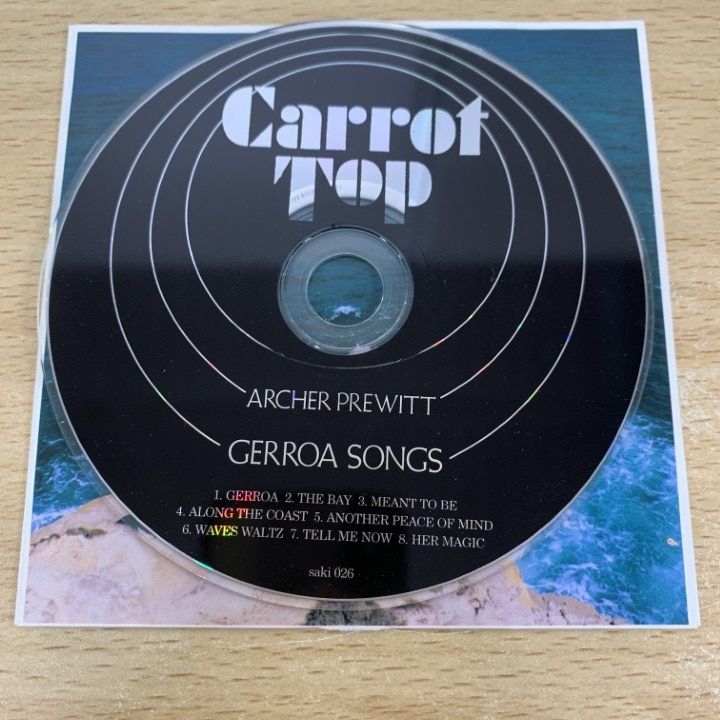 Carrot
Top
ARCHER PREWITT
GERROA SONGS
1. GERROA 2. THE BAY 3. MEANT TO BE
4. ALONG THE COAST 5. ANOTHER PEACE OF MIND
6. WAVES WALTZ 7. TELL ME NOW 8. HER MAGIC
saki 026